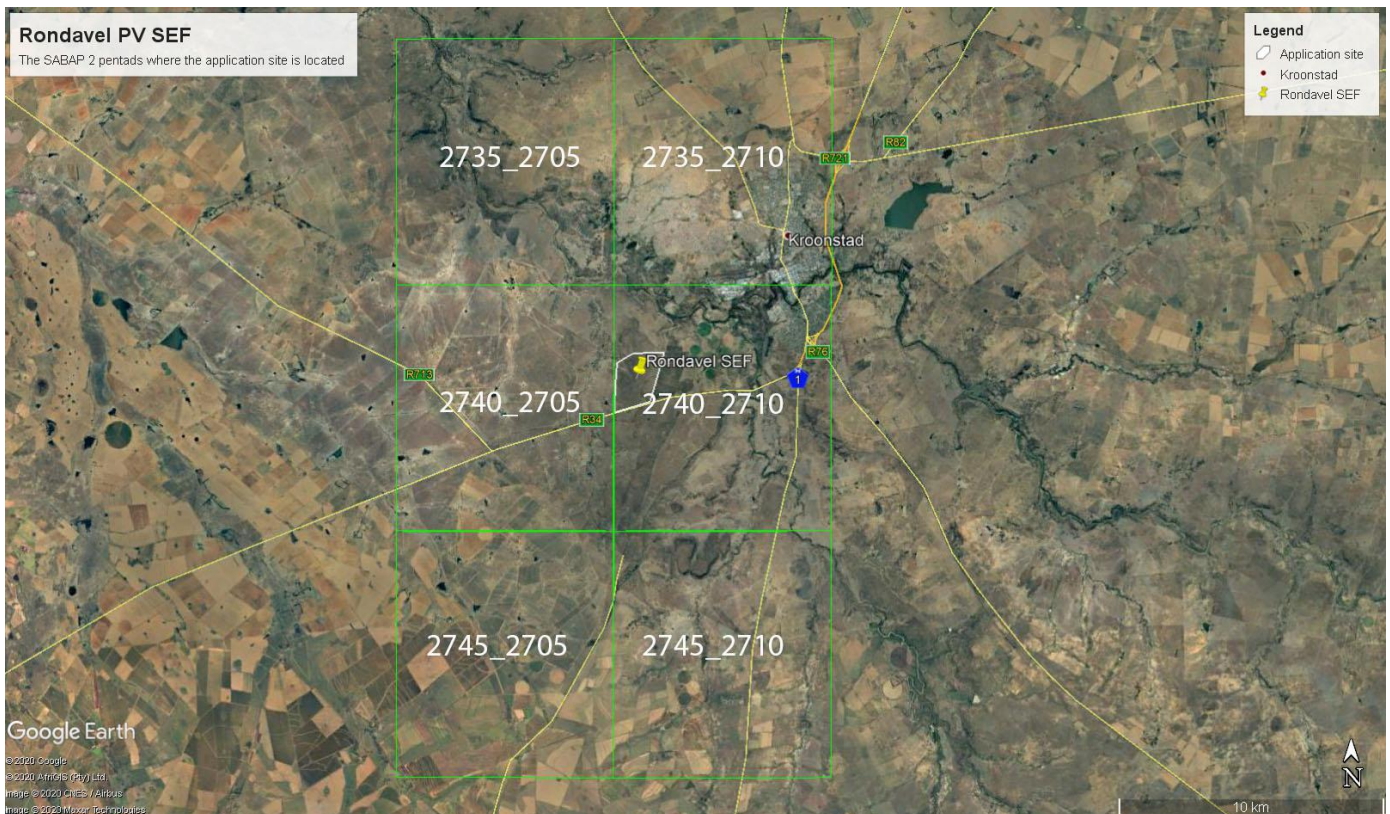 Rondavel PV SEF
The SABAP 2 pentads where the application site is located
Legend
Application site
Kroonstad
Rondavel SEF
2735_2705
2735_2710
R721
R82
Kroonstad
R76
Rondavel SEF
1
R713
2740_2705
2740_2710
R34
2745_2705
2745_2710
Google Earth
©2020 Google
©2020 AfriGIS (Pty) Ltd.
Image ©2020 CNES / Airbus
Image ©2020 Maxar Technologies
N
10 km